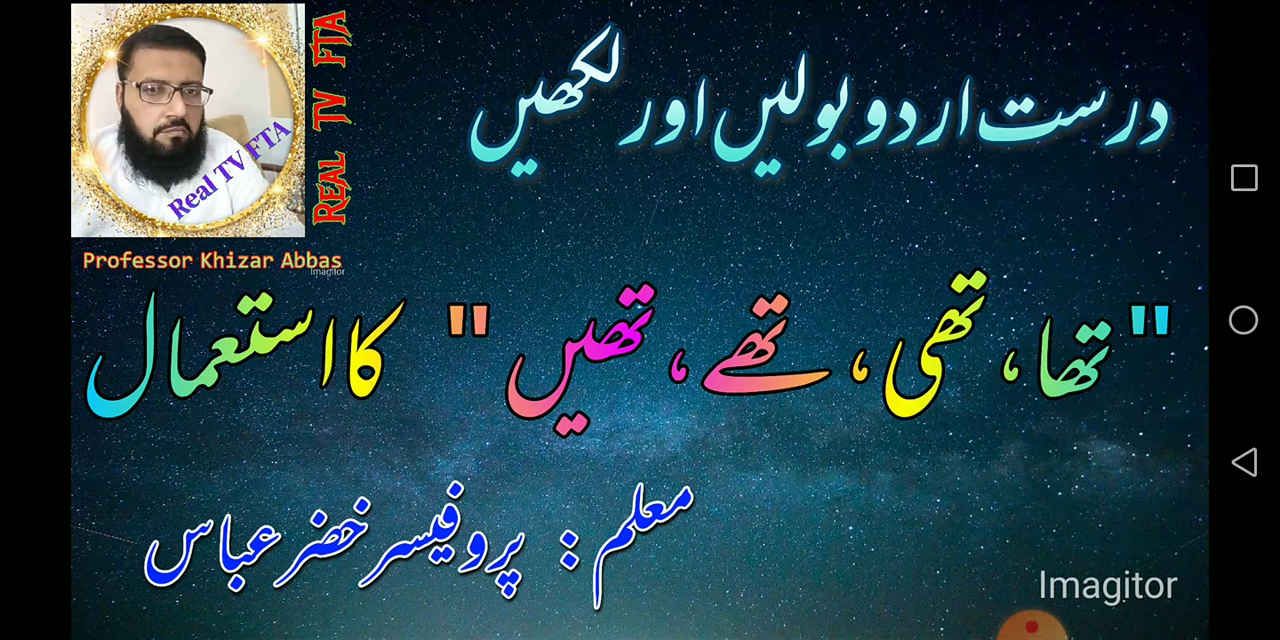 درست اردو بولیں اور لکھیں
Real TV FTA
REAL TV FTA
Professor Khizar Abbas
Imagitor
"تھا، تھی، تھے، تھیں" کا استعمال
معلم : پروفیسر خضر عباس
Imagitor